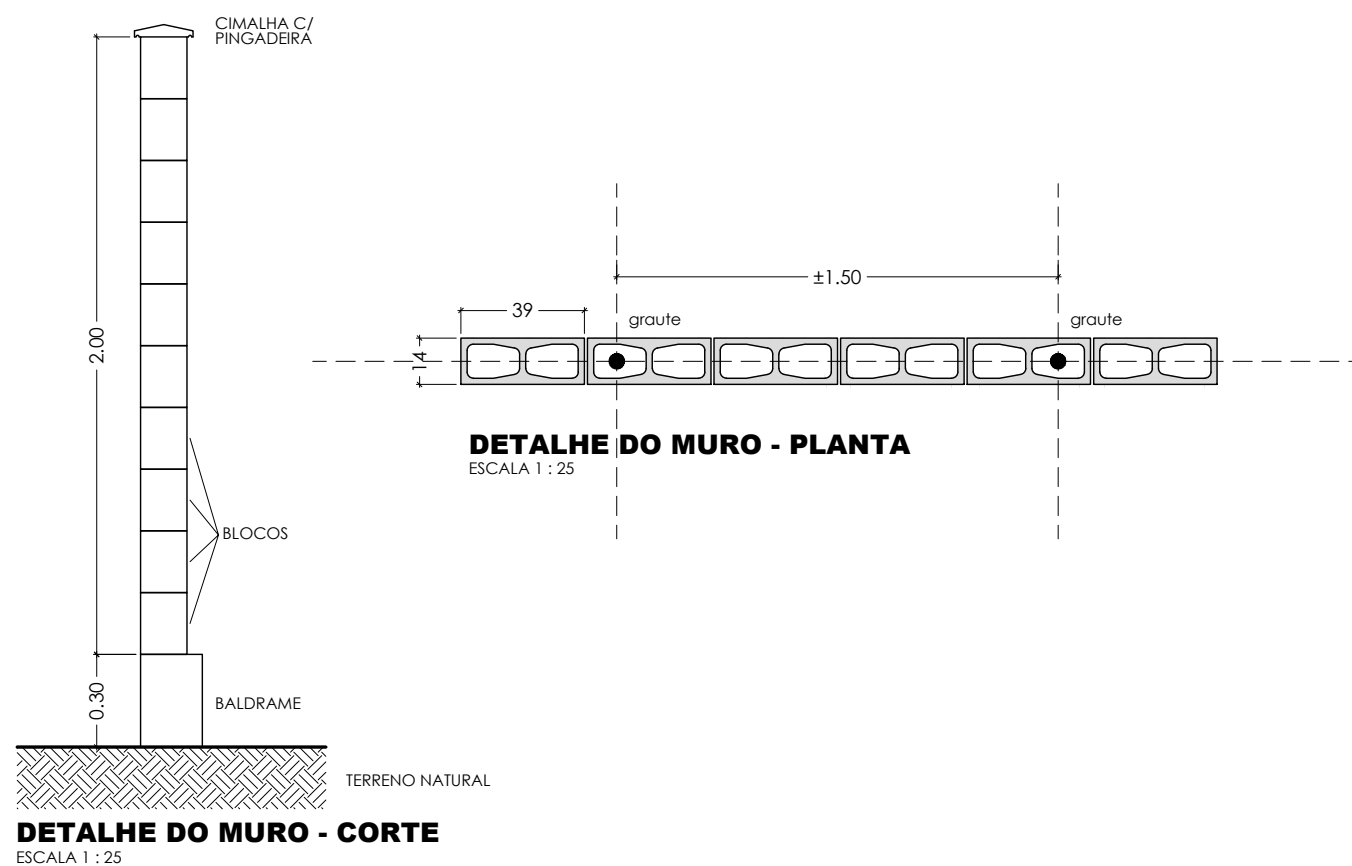 CIMALHA C/
PINGADEIRA
2.00
BLOCOS
0.30
BALDRAME
TERRENO NATURAL
DETALHE DO MURO - CORTE
ESCALA 1 : 25
±1.50
39
graute
graute
14
DETALHE DO MURO - PLANTA
ESCALA 1 : 25